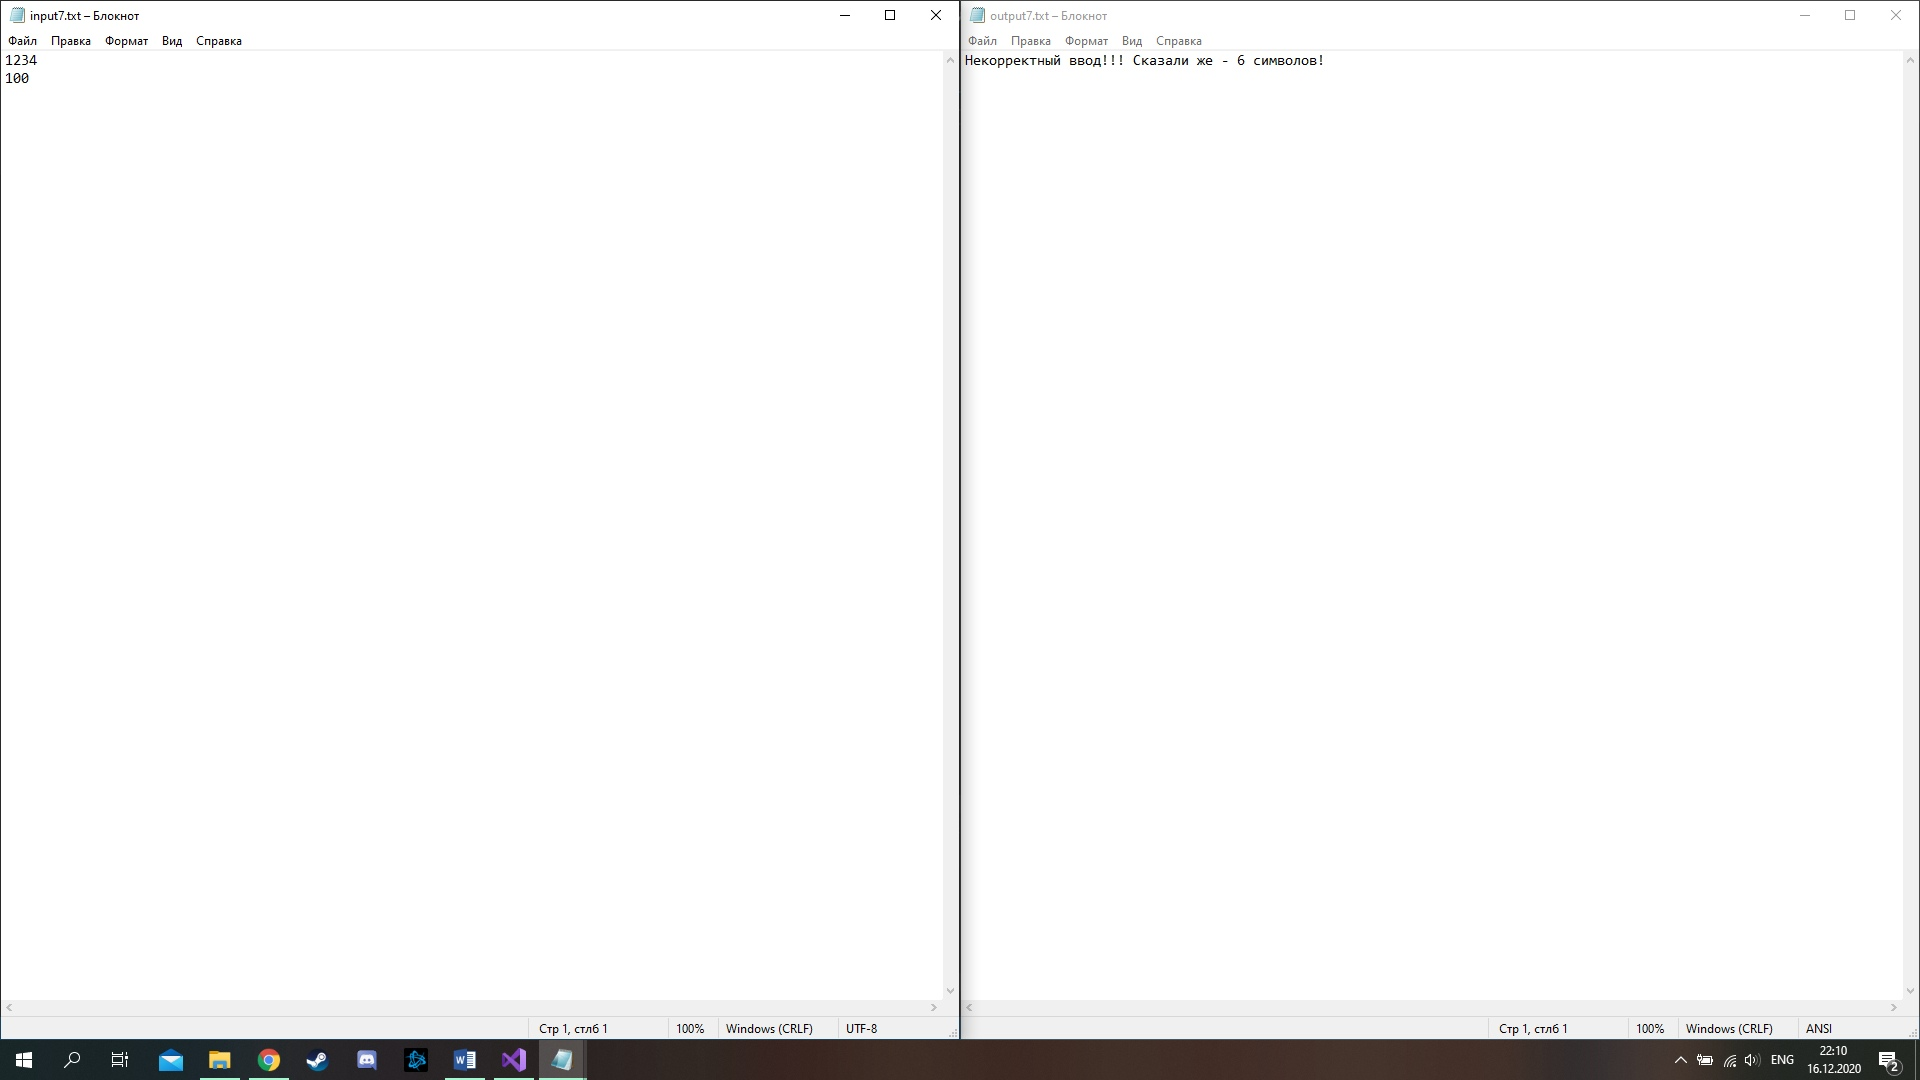 input7.txt – Блокнот
Файл Правка Формат Вид Справка
1234
100
Стр 1, стлб 1 100% Windows (CRLF) UTF-8
output7.txt – Блокнот
Файл Правка Формат Вид Справка
Некорректный ввод!!! Сказали же - 6 символов!
Стр 1, стлб 1 100% Windows (CRLF) ANSI
ENG
22:10
16.12.2020
2